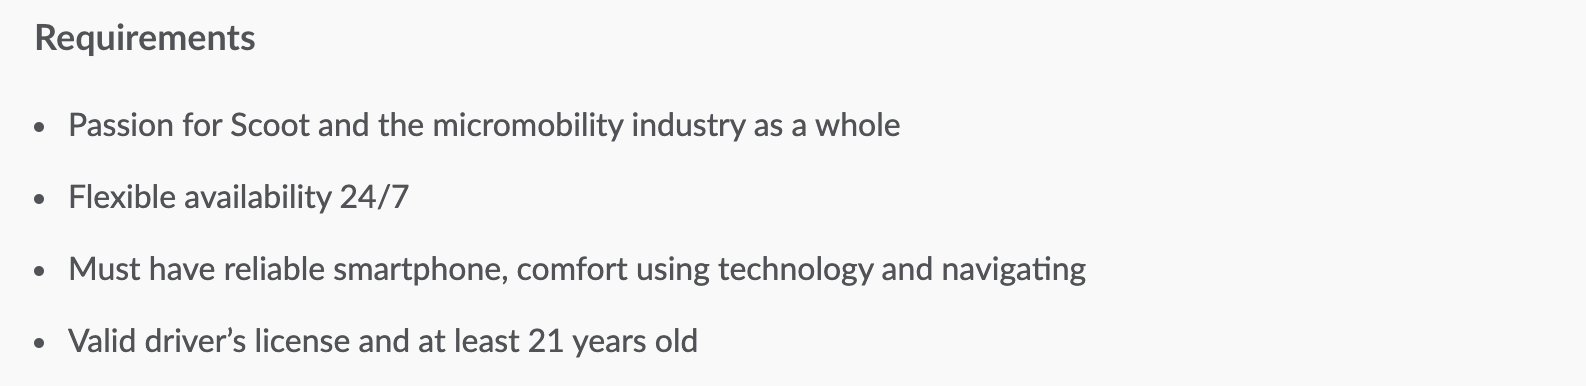 Requirements
• Passion for Scoot and the micromobility industry as a whole
• Flexible availability 24/7
• Must have reliable smartphone, comfort using technology and navigating
• Valid driver’s license and at least 21 years old